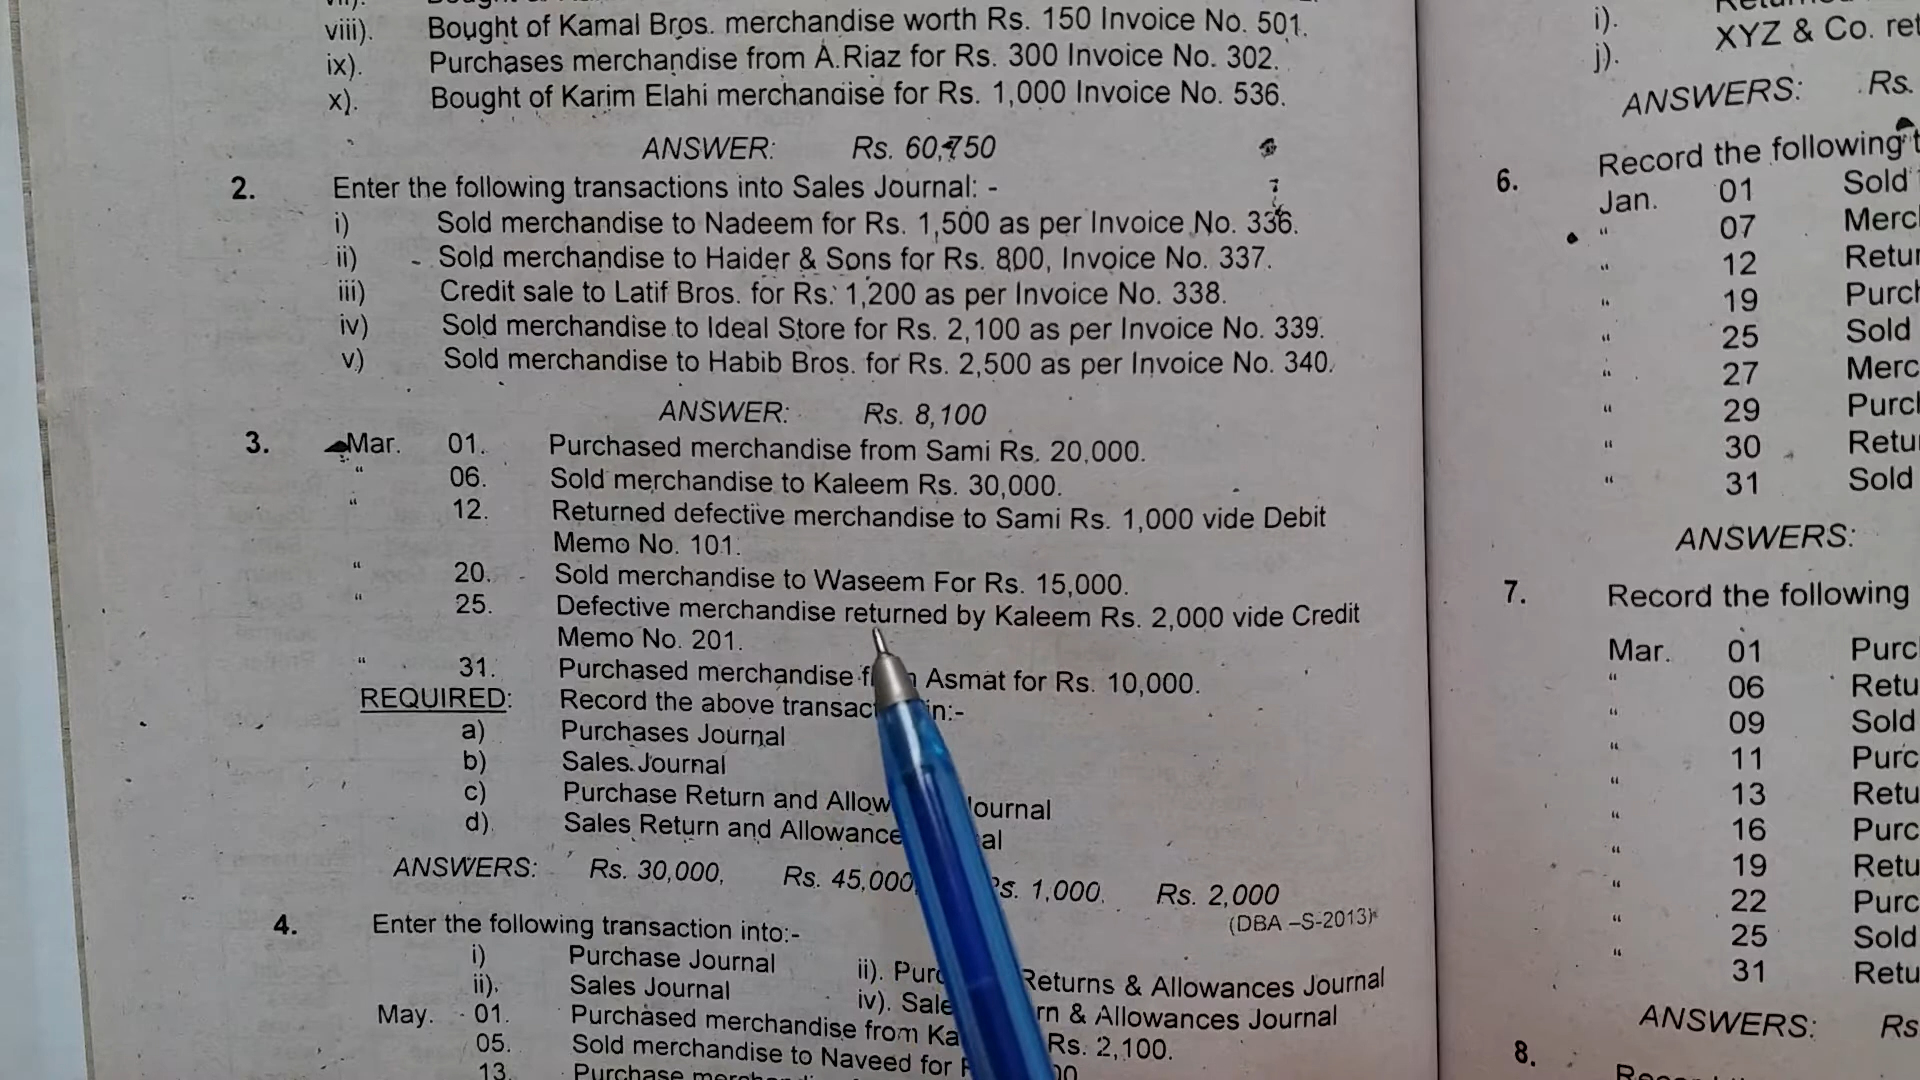 viii). Bought of Kamal Bros. merchandise worth Rs. 150 Invoice No. 501.
ix). Purchases merchandise from A.Riaz for Rs. 300 Invoice No. 302.
x). Bought of Karim Elahi merchandise for Rs. 1,000 Invoice No. 536.
ANSWER: Rs. 60,750
2. Enter the following transactions into Sales Journal: -
i) Sold merchandise to Nadeem for Rs. 1,500 as per Invoice No. 336.
ii) Sold merchandise to Haider & Sons for Rs. 800, Invoice No. 337.
iii) Credit sale to Latif Bros. for Rs. 1,200 as per Invoice No. 338.
iv) Sold merchandise to Ideal Store for Rs. 2,100 as per Invoice No. 339.
v) Sold merchandise to Habib Bros. for Rs. 2,500 as per Invoice No. 340.
ANSWER: Rs. 8,100
3. Mar. 01. Purchased merchandise from Sami Rs. 20,000.
" 06. Sold merchandise to Kaleem Rs. 30,000.
" 12. Returned defective merchandise to Sami Rs. 1,000 vide Debit
Memo No. 101.
" 20. Sold merchandise to Waseem For Rs. 15,000.
" 25. Defective merchandise returned by Kaleem Rs. 2,000 vide Credit
Memo No. 201.
" 31. Purchased merchandise Asmat for Rs. 10,000.
REQUIRED: Record the above in:-
a) Purchases Journal
b) Sales Journal
c) Purchase Return and
d) Sales Return and
ANSWERS: Rs. 30,000, Rs. 45,000, 1,000, Rs. 2,000
(DBA –S-2013)
4. Enter the following transaction into:-
i) Purchase Journal ii). Returns & Allowances Journal
ii). Sales Journal iv). & Allowances Journal
May. 01. Purchased merchandise from Rs. 2,100.
05. Sold merchandise to Naveed for
13. Purchase
i).
j). XYZ & Co.
ANSWERS: Rs.
6. Record the following
Jan. 01 Sold
" 07
" 12
" 19
" 25 Sold
" 27
" 29
" 30
" 31 Sold
ANSWERS:
7. Record the following
Mar. 01
" 06
" 09 Sold
" 11
" 13
" 16
" 19
" 22
" 25 Sold
" 31
ANSWERS: Rs
8.